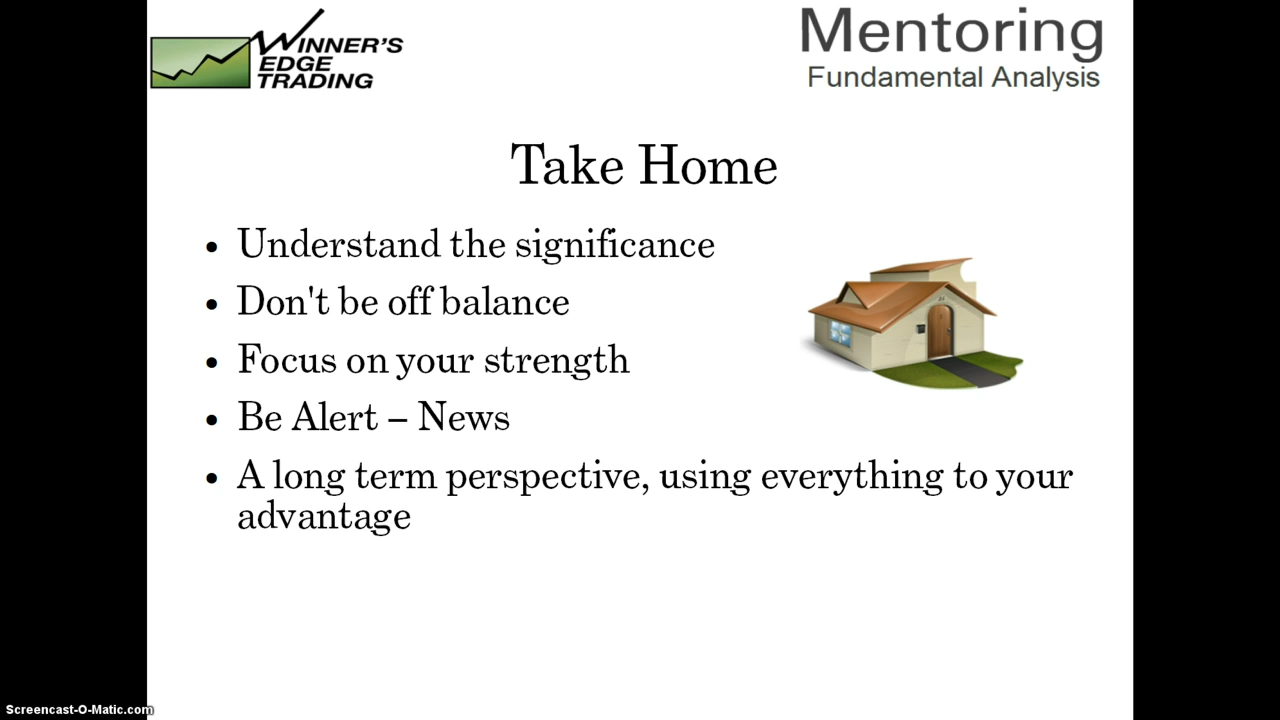 WINNER'S
EDGE
TRADING
Mentoring
Fundamental Analysis
Take Home
• Understand the significance
• Don't be off balance
• Focus on your strength
• Be Alert – News
• A long term perspective, using everything to your
advantage
Screencast-O-Matic.com